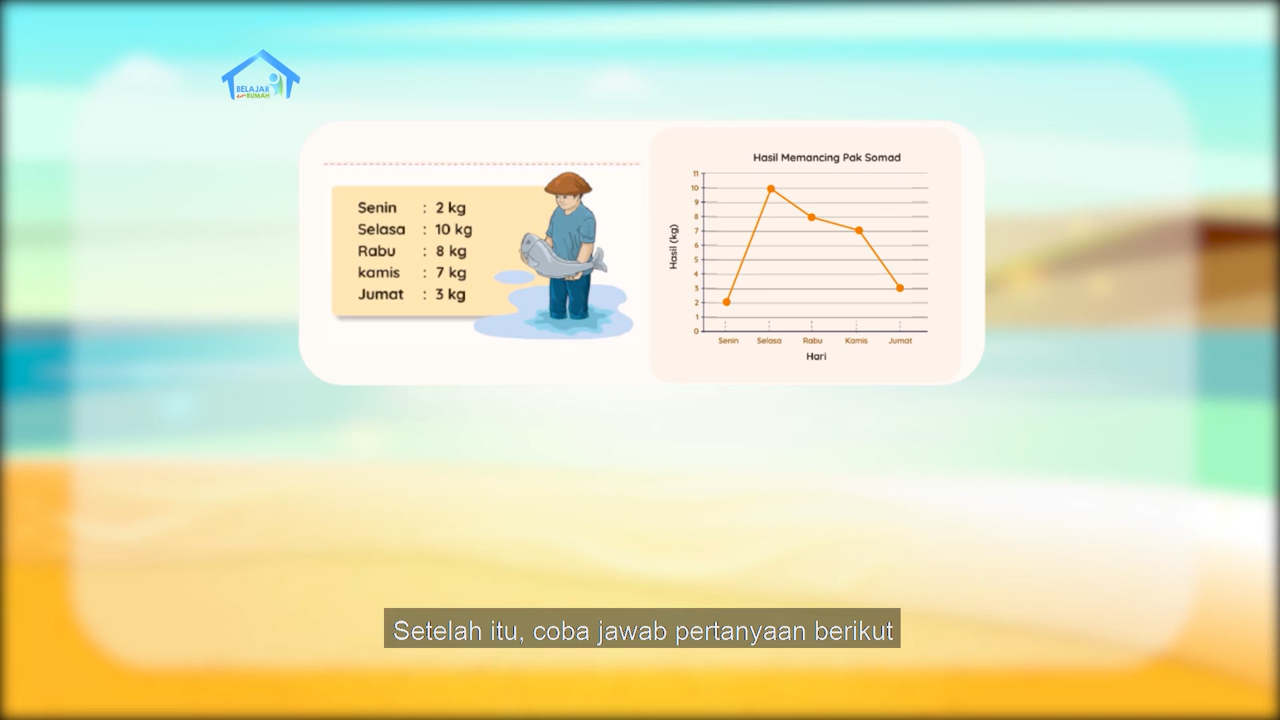 BELAJAR
dari RUMAH
Senin : 2 kg
Selasa : 10 kg
Rabu : 8 kg
kamis : 7 kg
Jumat : 3 kg
Hasil Memancing Pak Somad
Hasil (kg)
11
10
9
8
7
6
5
4
3
2
1
0
Senin Selasa Rabu Kamis Jumat
Hari
Setelah itu, coba jawab pertanyaan berikut